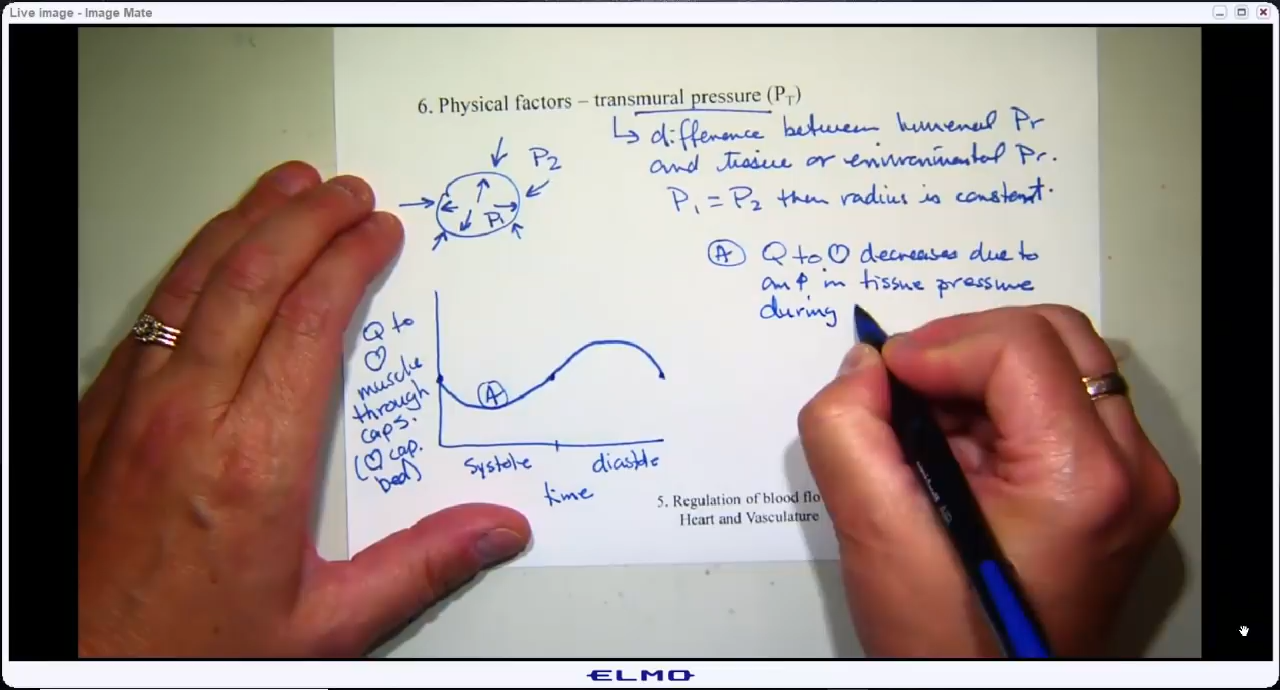 Live image - Image Mate
6. Physical factors – transmural pressure (PT)
↳ difference between lumenal Pr
and tissue or environmental Pr.
P1 = P2 then radius is constant.
P2
P1
Ⓐ Q to ♡ decreases due to
an ↑ in tissue pressure
during
Q to
♡
muscle
through
caps.
(♡ cap.
bed)
Ⓐ
systole diastole
time
5. Regulation of blood flo
Heart and Vasculature
ELMO